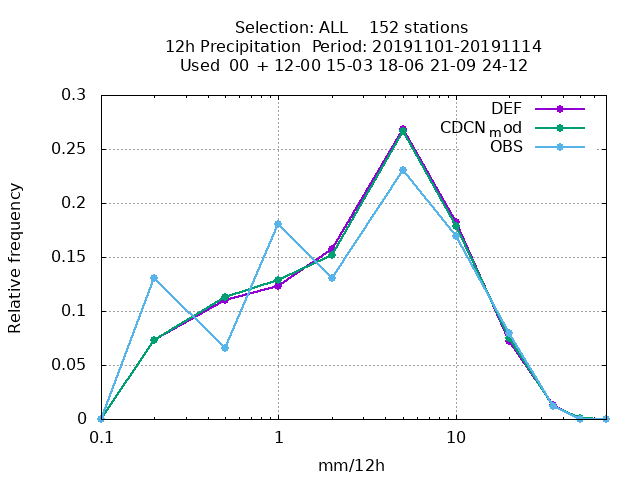 Selection: ALL    152 stations
12h Precipitation  Period: 20191101-20191114
Used  00 + 12-00 15-03 18-06 21-09 24-12
DEF
CDCN_mod
OBS
0.3
0.25
0.2
0.15
0.1
0.05
0
Relative frequency
0.1 1 10
mm/12h